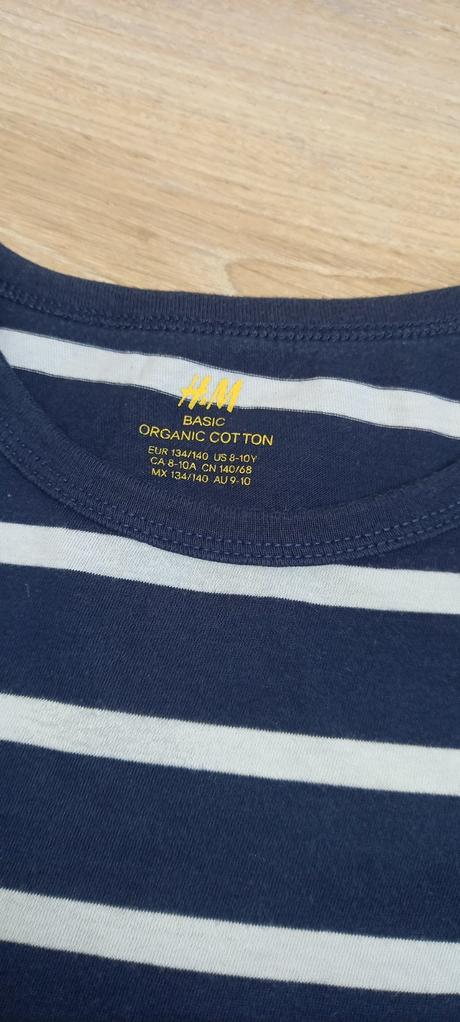 H&M
BASIC
ORGANIC COTTON
EUR 134/140 US 8-10Y
CA 8-10A CN 140/68
MX 134/140 AU 9-10